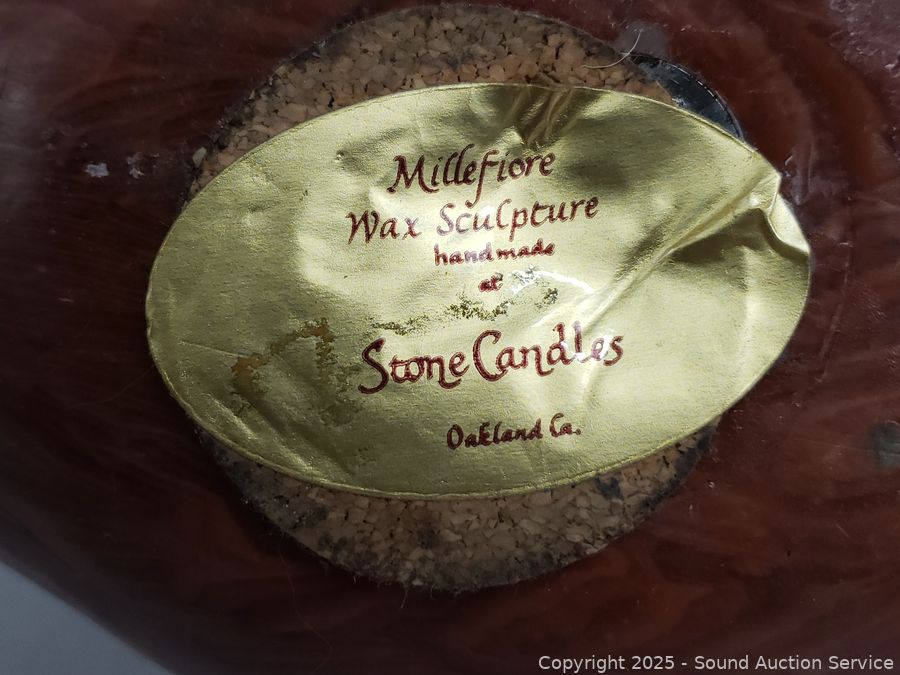 Millefiore
Wax Sculpture
handmade
at
Stone Candles
Oakland Ca.
Copyright © 2025 - Sound Auction Service